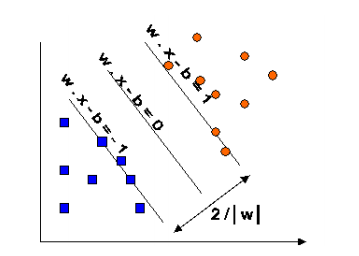 w . x - b = 1
w . x - b = 0
w . x - b = - 1
2 / | w |